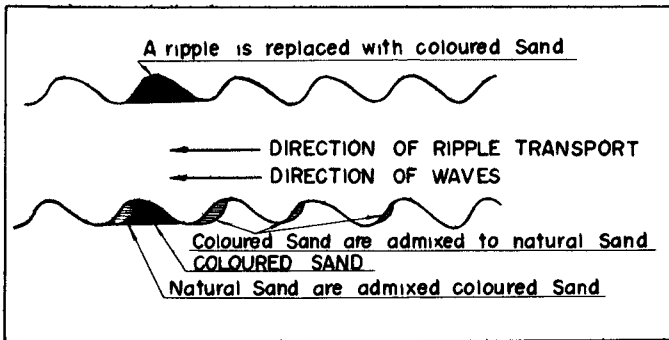 A ripple is replaced with coloured Sand
DIRECTION OF RIPPLE TRANSPORT
DIRECTION OF WAVES
Coloured Sand are admixed to natural Sand
COLOURED SAND
Natural Sand are admixed coloured Sand